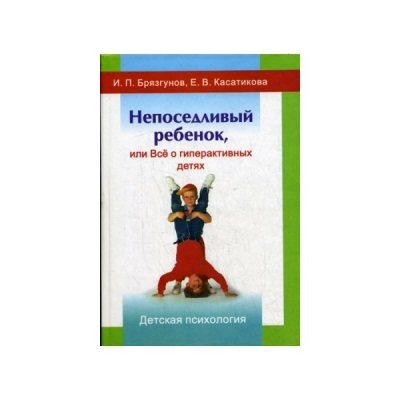 И. П. Брязгунов, Е. В. Касатикова
Непоседливый
ребенок,
или Всё о гиперактивных
детях
Детская психология